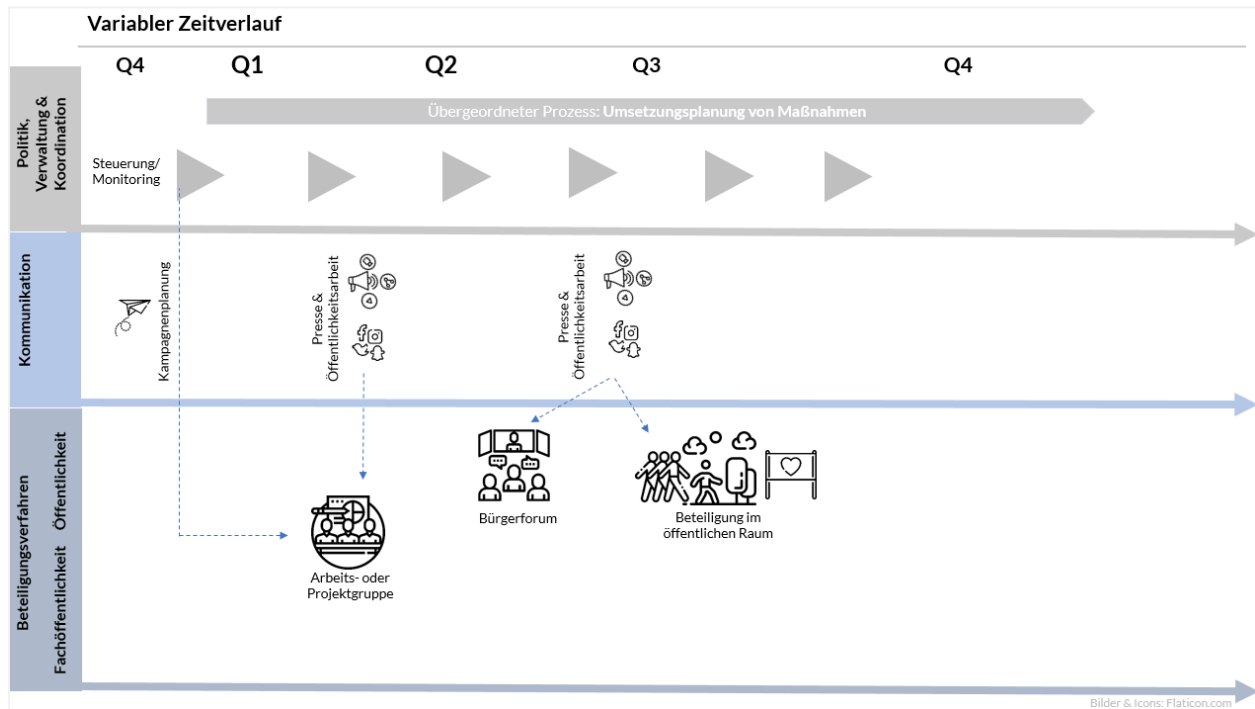 Variabler Zeitverlauf
Q4
Q1
Q2
Q3
Q4
Politik,
Verwaltung &
Koordination
Übergeordneter Prozess: Umsetzungsplanung von Maßnahmen
Steuerung/
Monitoring
Kommunikation
Kampagnenplanung
Presse &
Öffentlichkeitsarbeit
Presse &
Öffentlichkeitsarbeit
Beteiligungsverfahren
Fachöffentlichkeit
Öffentlichkeit
Bürgerforum
Beteiligung im
öffentlichen Raum
Arbeits- oder
Projektgruppe
Bilder & Icons: Flaticon.com